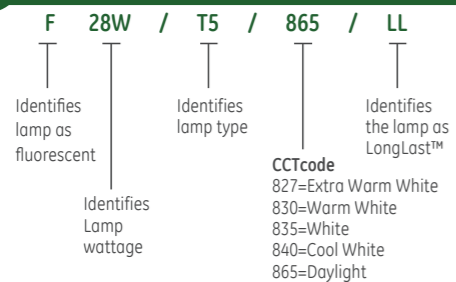 F 28W / T5 / 865 / LL
Identifies
lamp as
fluorescent
Identifies
Lamp
wattage
Identifies
lamp type
CCTcode
827=Extra Warm White
830=Warm White
835=White
840=Cool White
865=Daylight
Identifies
the lamp as
LongLast™